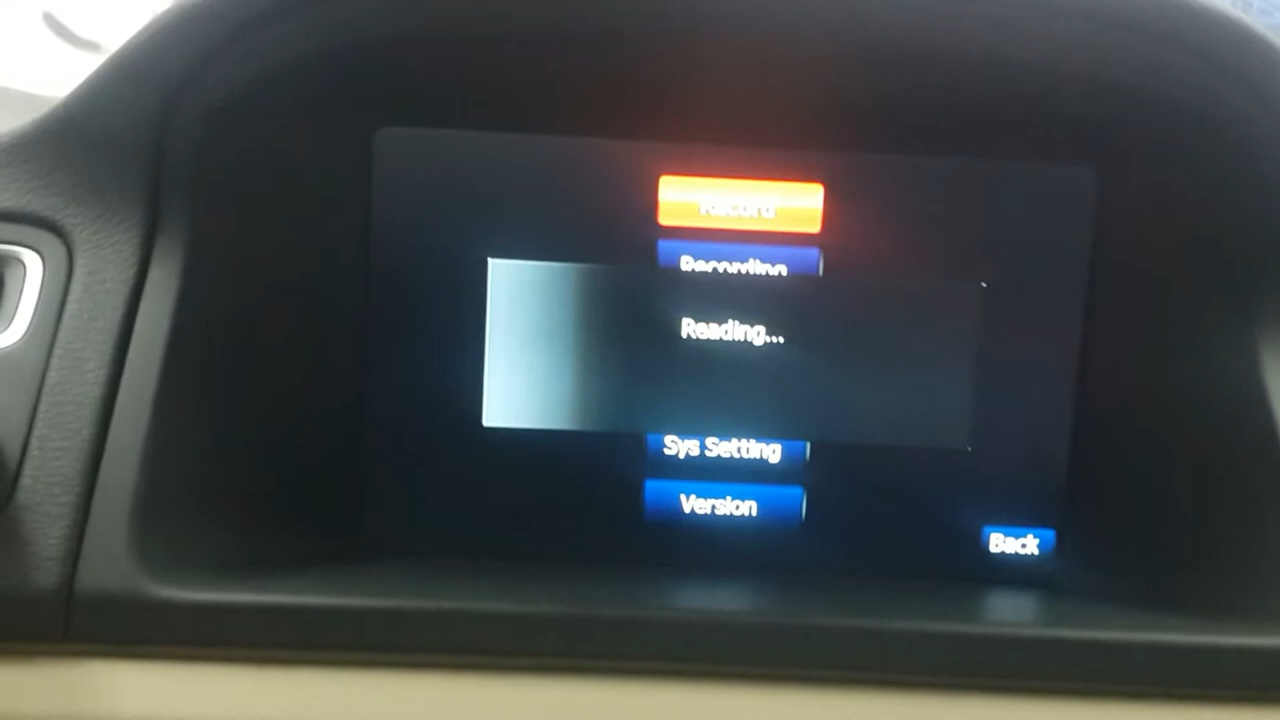 Record
Recording
Reading...
Sys Setting
Version
Back